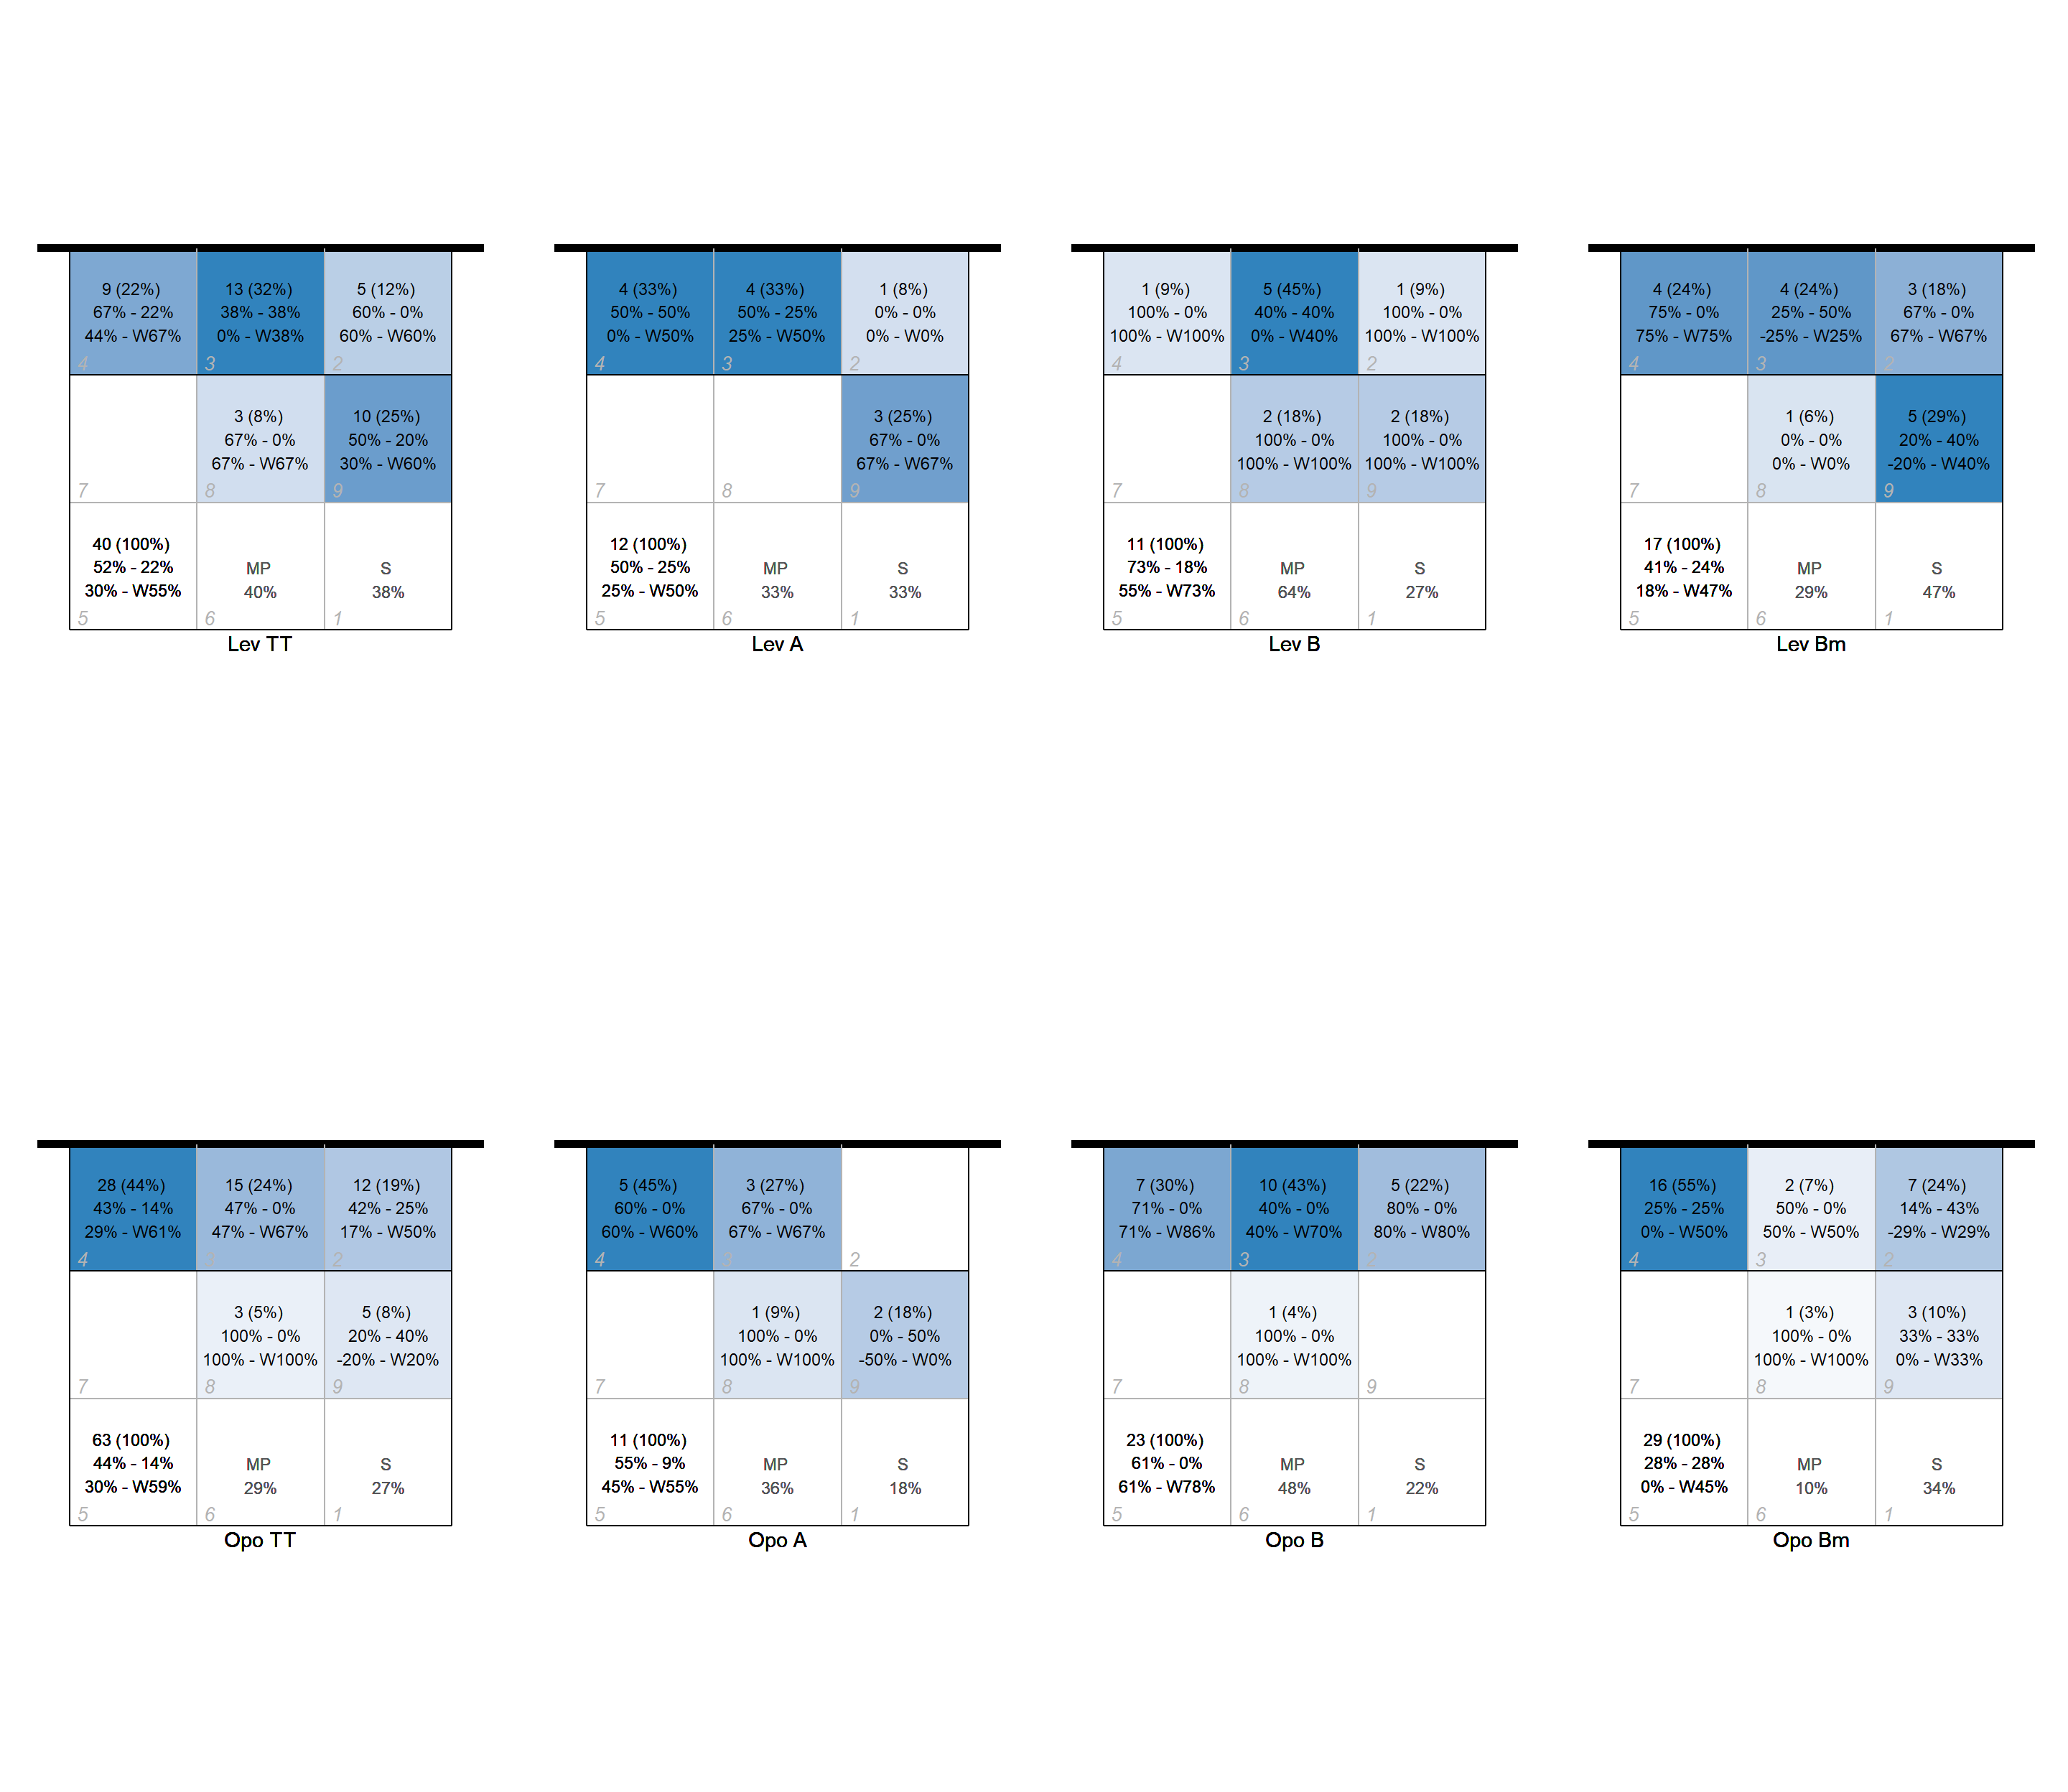 9 (22%)
67% - 22%
44% - W67%
4
13 (32%)
38% - 38%
0% - W38%
3
5 (12%)
60% - 0%
60% - W60%
2
7
3 (8%)
67% - 0%
67% - W67%
8
10 (25%)
50% - 20%
30% - W60%
9
40 (100%)
52% - 22%
30% - W55%
5
MP
40%
6
S
38%
1
Lev TT
4 (33%)
50% - 50%
0% - W50%
4
4 (33%)
50% - 25%
25% - W50%
3
1 (8%)
0% - 0%
0% - W0%
2
7
8
3 (25%)
67% - 0%
67% - W67%
9
12 (100%)
50% - 25%
25% - W50%
5
MP
33%
6
S
33%
1
Lev A
1 (9%)
100% - 0%
100% - W100%
4
5 (45%)
40% - 40%
0% - W40%
3
1 (9%)
100% - 0%
100% - W100%
2
7
2 (18%)
100% - 0%
100% - W100%
8
2 (18%)
100% - 0%
100% - W100%
9
11 (100%)
73% - 18%
55% - W73%
5
MP
64%
6
S
27%
1
Lev B
4 (24%)
75% - 0%
75% - W75%
4
4 (24%)
25% - 50%
-25% - W25%
3
3 (18%)
67% - 0%
67% - W67%
2
7
1 (6%)
0% - 0%
0% - W0%
8
5 (29%)
20% - 40%
-20% - W40%
9
17 (100%)
41% - 24%
18% - W47%
5
MP
29%
6
S
47%
1
Lev Bm
28 (44%)
43% - 14%
29% - W61%
4
15 (24%)
47% - 0%
47% - W67%
3
12 (19%)
42% - 25%
17% - W50%
2
7
3 (5%)
100% - 0%
100% - W100%
8
5 (8%)
20% - 40%
-20% - W20%
9
63 (100%)
44% - 14%
30% - W59%
5
MP
29%
6
S
27%
1
Opo TT
5 (45%)
60% - 0%
60% - W60%
4
3 (27%)
67% - 0%
67% - W67%
3
2
7
1 (9%)
100% - 0%
100% - W100%
8
2 (18%)
0% - 50%
-50% - W0%
9
11 (100%)
55% - 9%
45% - W55%
5
MP
36%
6
S
18%
1
Opo A
7 (30%)
71% - 0%
71% - W86%
4
10 (43%)
40% - 0%
40% - W70%
3
5 (22%)
80% - 0%
80% - W80%
2
7
1 (4%)
100% - 0%
100% - W100%
8
9
23 (100%)
61% - 0%
61% - W78%
5
MP
48%
6
S
22%
1
Opo B
16 (55%)
25% - 25%
0% - W50%
4
2 (7%)
50% - 0%
50% - W50%
3
7 (24%)
14% - 43%
-29% - W29%
2
7
1 (3%)
100% - 0%
100% - W100%
8
3 (10%)
33% - 33%
0% - W33%
9
29 (100%)
28% - 28%
0% - W45%
5
MP
10%
6
S
34%
1
Opo Bm